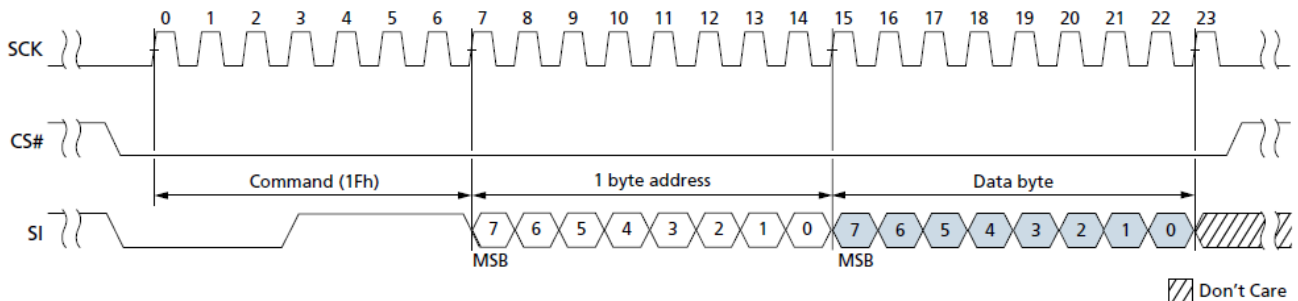 0 1 2 3 4 5 6 7 8 9 10 11 12 13 14 15 16 17 18 19 20 21 22 23
SCK
CS#
Command (1Fh) 1 byte address Data byte
SI 7 6 5 4 3 2 1 0 7 6 5 4 3 2 1 0
MSB MSB
Don't Care